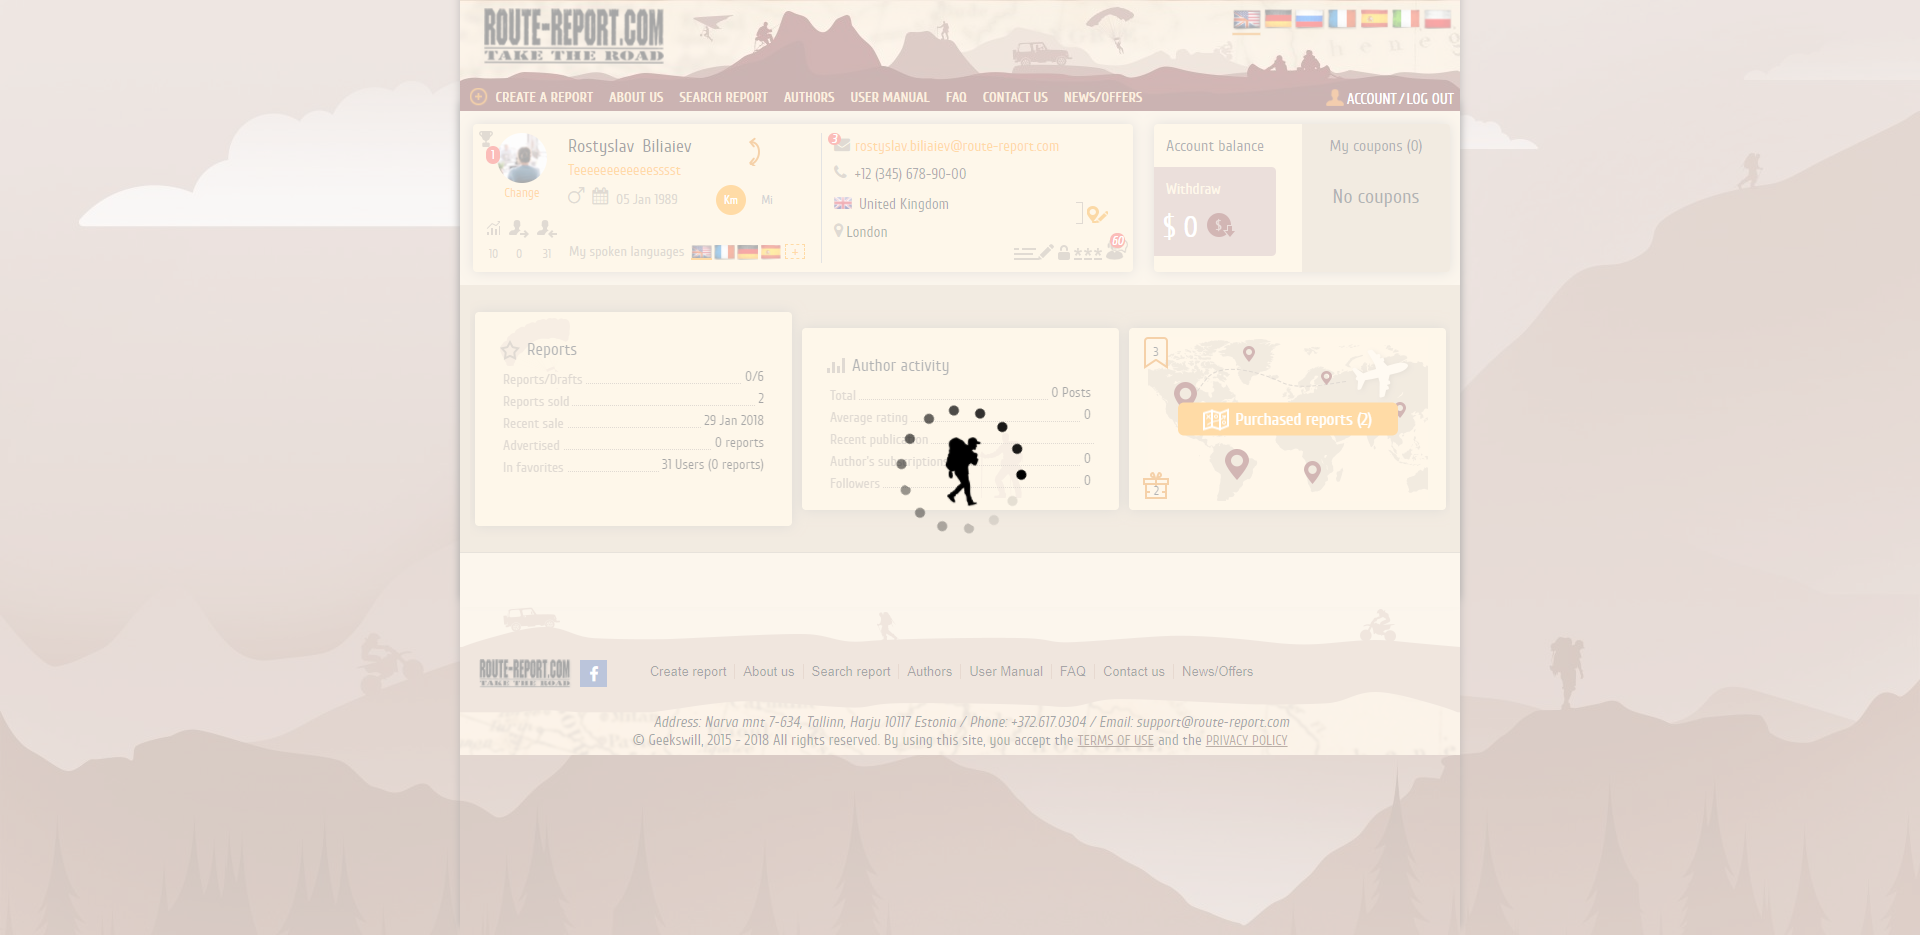 ROUTE-REPORT.COM
TAKE THE ROAD
CREATE A REPORT ABOUT US SEARCH REPORT AUTHORS USER MANUAL FAQ CONTACT US NEWS/OFFERS ACCOUNT/LOG OUT
1
Change
10 0 31
Rostyslav Biliaiev
Teeeeeeeeeeeesssst
05 Jan 1989 Km Mi
My spoken languages
3 rostyslav.biliaiev@route-report.com
+12 (345) 678-90-00
United Kingdom
London
60
Account balance
Withdraw
$ 0 $
My coupons (0)
No coupons
Reports
Reports/Drafts 0/6
Reports sold 2
Recent sale 29 Jan 2018
Advertised 0 reports
In favorites 31 Users (0 reports)
Author activity
Total 0 Posts
Average rating 0
Recent publication
Author's subscriptions 0
Followers 0
3
Purchased reports (2)
2
ROUTE-REPORT.COM
TAKE THE ROAD
f
Create report About us Search report Authors User Manual FAQ Contact us News/Offers
Address: Narva mnt 7-634, Tallinn, Harju 10117 Estonia / Phone: +372.617.0304 / Email: support@route-report.com
© Geekswill, 2015 - 2018 All rights reserved. By using this site, you accept the TERMS OF USE and the PRIVACY POLICY